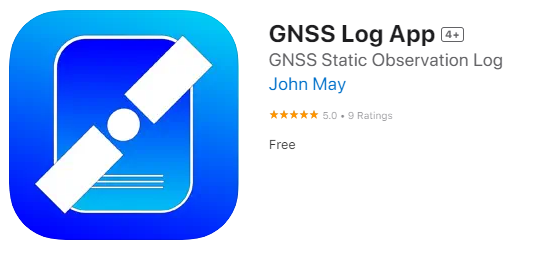 GNSS Log App 4+
GNSS Static Observation Log
John May
★★★★★ 5.0 • 9 Ratings
Free